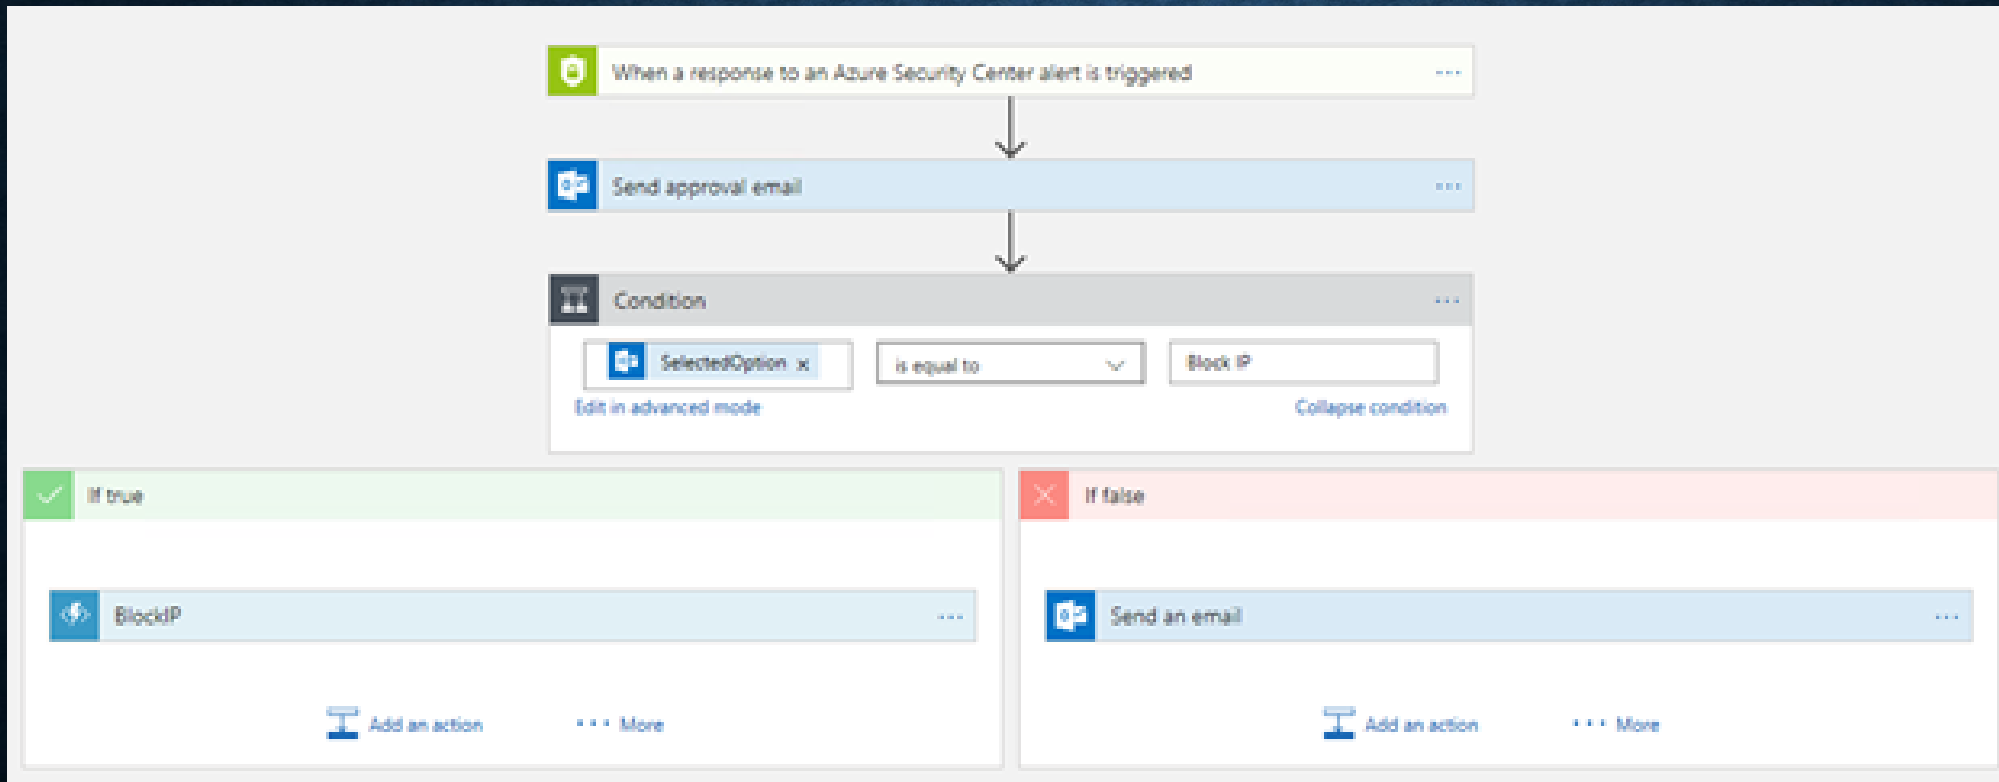 When a response to an Azure Security Center alert is triggered
Send approval email
Condition
SelectedOption x is equal to Block IP
Edit in advanced mode Collapse condition
If true
If false
BlockIP
Send an email
Add an action More
Add an action More